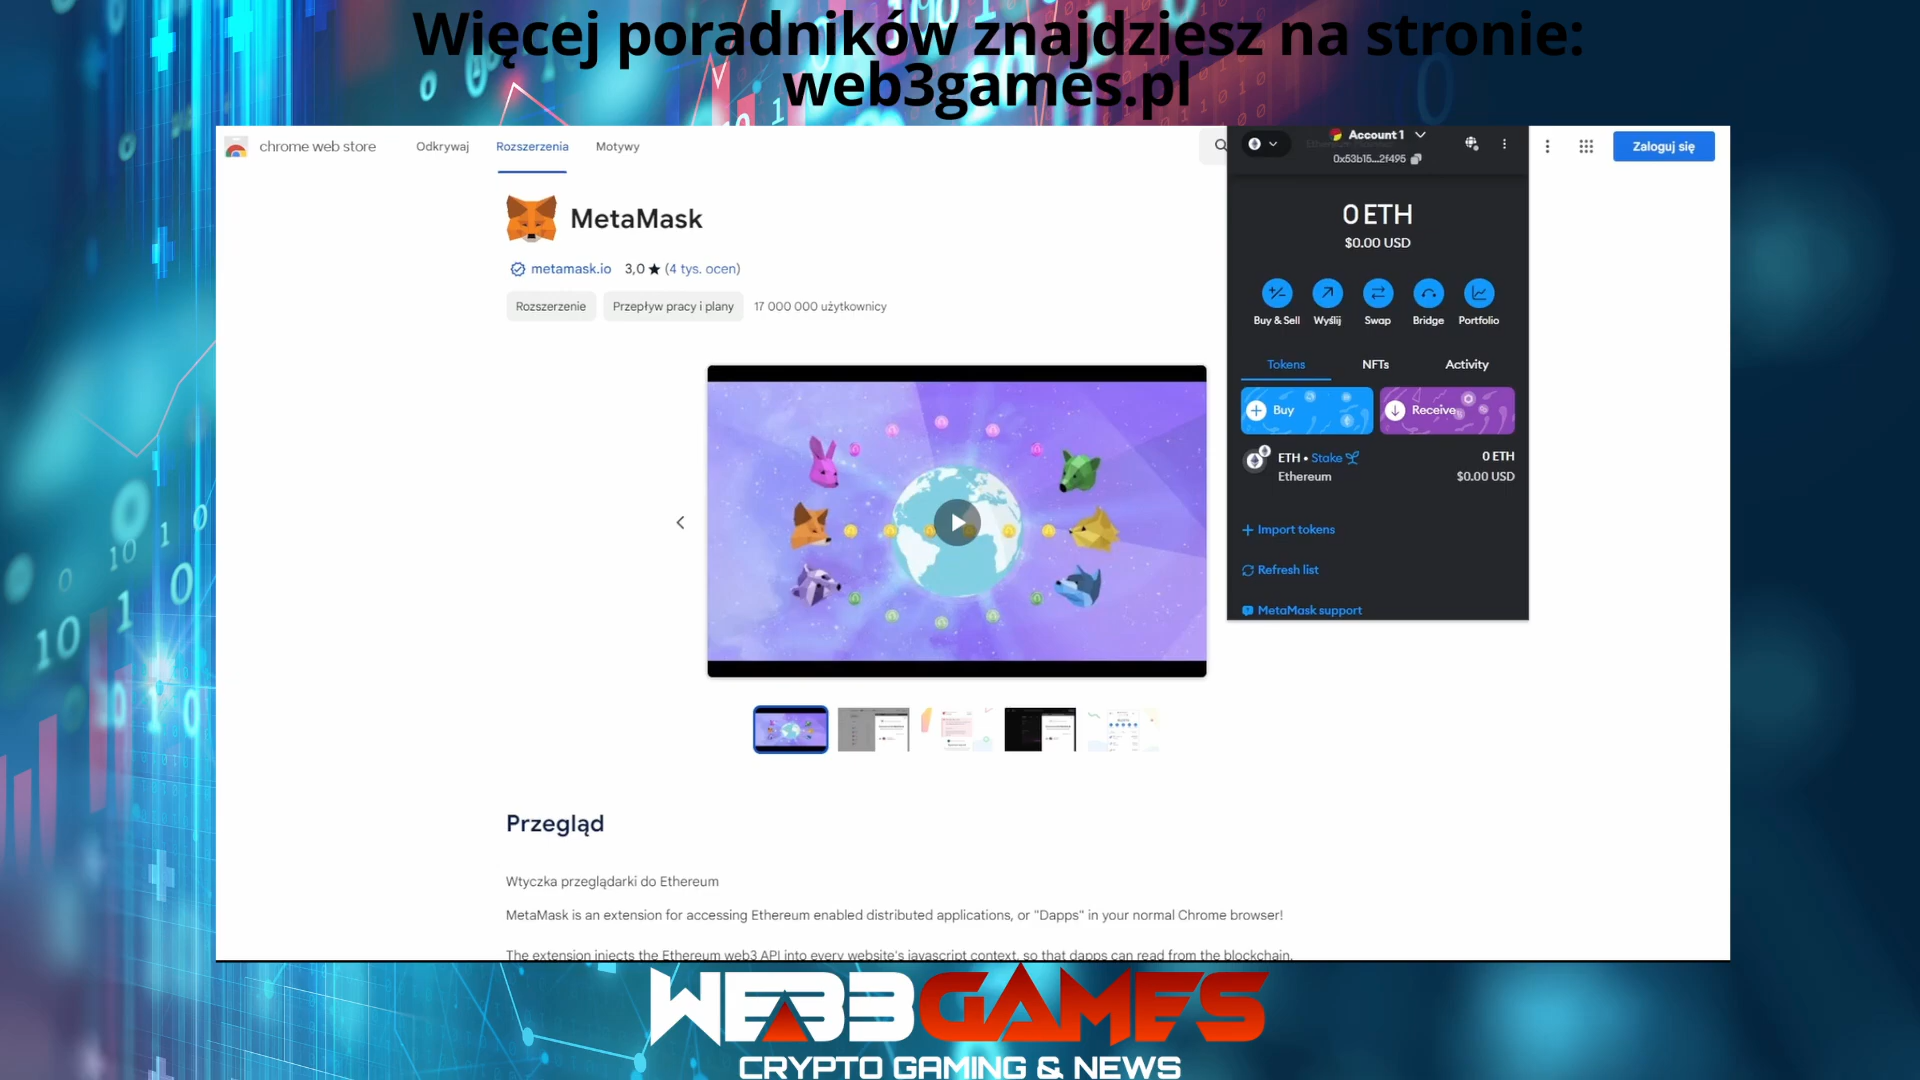 Więcej poradników znajdziesz na stronie:
web3games.pl
chrome web store
Odkrywaj
Rozszerzenia
Motywy
Zaloguj się
Account 1
0x53b15...2f495
MetaMask
metamask.io 3,0 ★ (4 tys. ocen)
Rozszerzenie
Przepływ pracy i plany
17 000 000 użytkownicy
0 ETH
$0.00 USD
Buy & Sell
Wyślij
Swap
Bridge
Portfolio
Tokens
NFTs
Activity
Buy
Receive
ETH • Stake
0 ETH
Ethereum
$0.00 USD
Import tokens
Refresh list
MetaMask support
Przegląd
Wtyczka przeglądarki do Ethereum
MetaMask is an extension for accessing Ethereum enabled distributed applications, or "Dapps" in your normal Chrome browser!
The extension injects the Ethereum web3 API into every website's javascript context, so that dapps can read from the blockchain.
WEB3GAMES
CRYPTO GAMING & NEWS